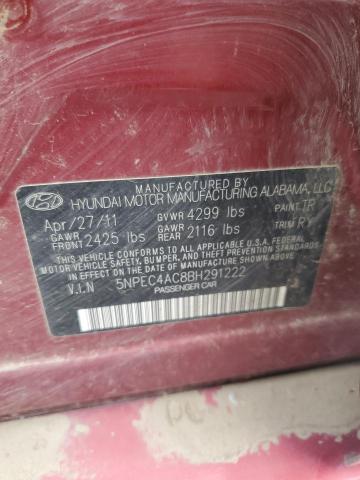 MANUFACTURED BY
HYUNDAI MOTOR MANUFACTURING ALABAMA, LLC
Apr/27/11 GVWR 4299 lbs PAINT: TR
GAWR FRONT 2425 lbs GAWR REAR 2116 lbs TRIM: RY
THIS VEHICLE CONFORMS TO ALL APPLICABLE U.S.A. FEDERAL
MOTOR VEHICLE SAFETY, BUMPER, AND THEFT PREVENTION
STANDARDS IN EFFECT ON THE DATE OF MANUFACTURE SHOWN ABOVE.
V.I.N 5NPEC4AC8BH291222
PASSENGER CAR